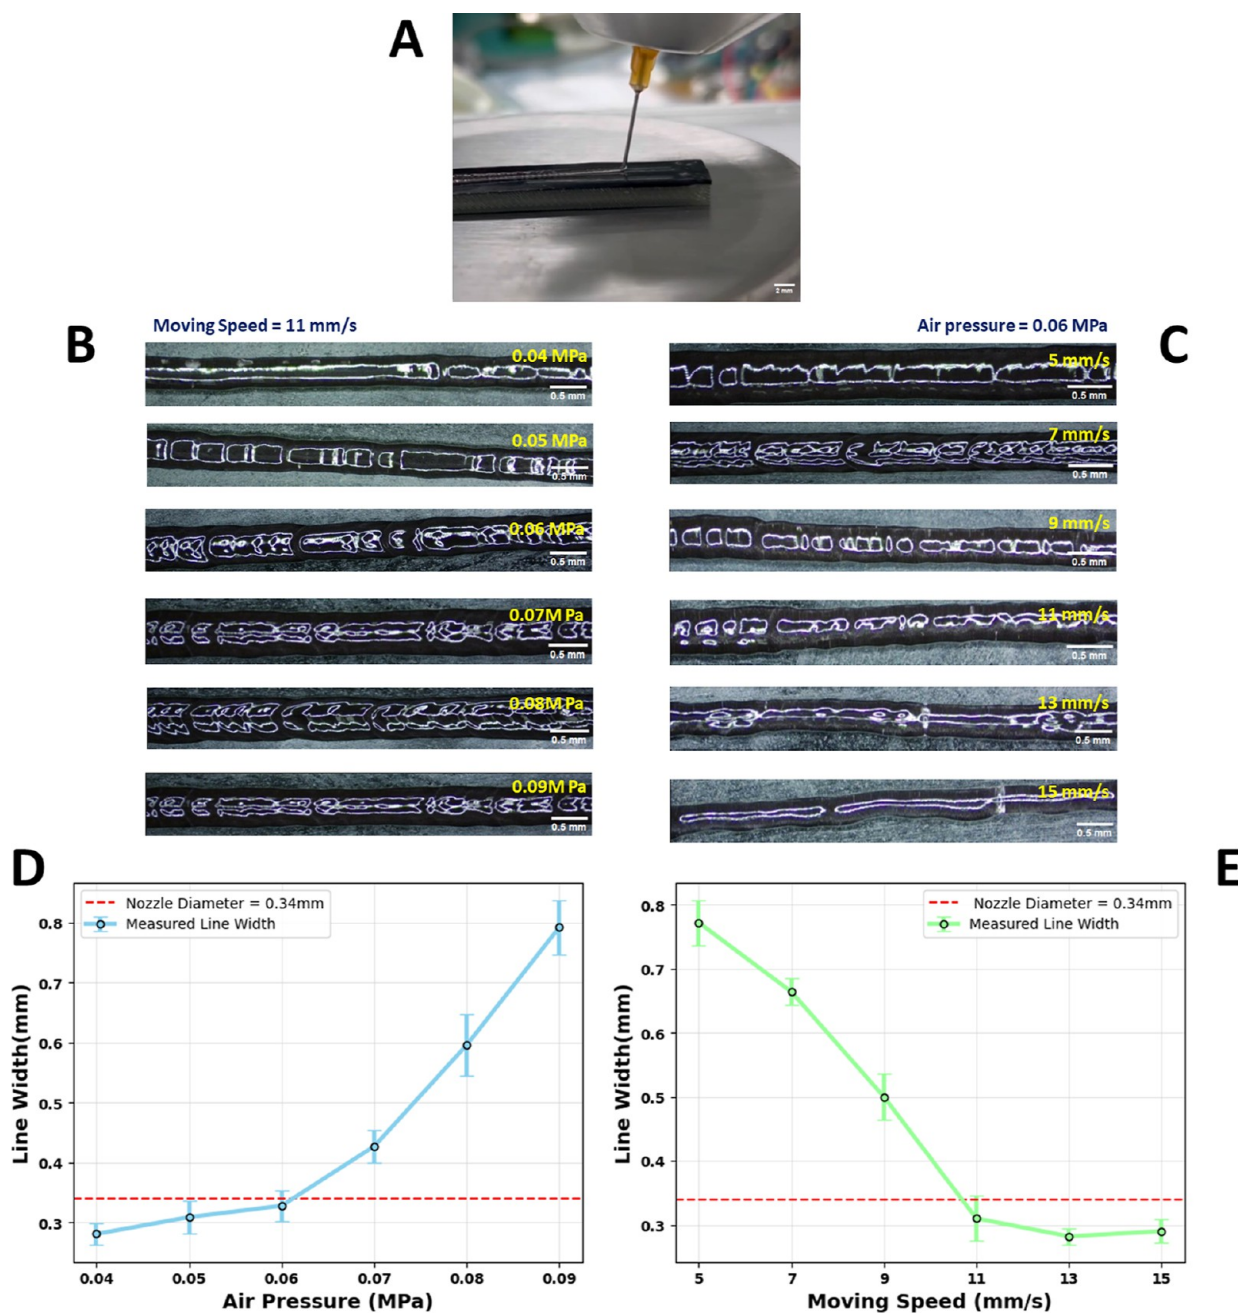 A
2 mm
B
Moving Speed = 11 mm/s
Air pressure = 0.06 MPa
C
0.04 MPa
0.5 mm
0.05 MPa
0.5 mm
0.06 MPa
0.5 mm
0.07M Pa
0.5 mm
0.08M Pa
0.5 mm
0.09M Pa
0.5 mm
5 mm/s
0.5 mm
7 mm/s
0.5 mm
9 mm/s
0.5 mm
11 mm/s
0.5 mm
13 mm/s
0.5 mm
15 mm/s
0.5 mm
D
Nozzle Diameter = 0.34mm
Measured Line Width
Line Width(mm)
0.8
0.7
0.6
0.5
0.4
0.3
0.04 0.05 0.06 0.07 0.08 0.09
Air Pressure (MPa)
E
Nozzle Diameter = 0.34mm
Measured Line Width
Line Width(mm)
0.8
0.7
0.6
0.5
0.4
0.3
5 7 9 11 13 15
Moving Speed (mm/s)